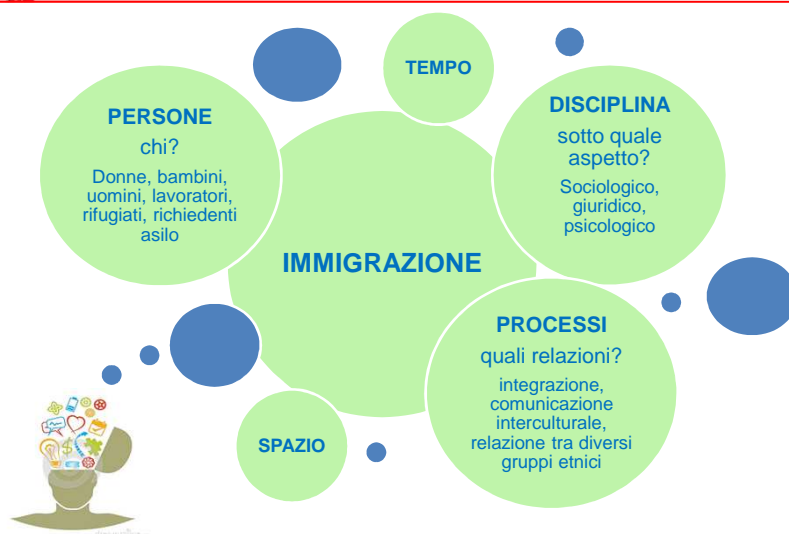 TEMPO
PERSONE
chi?
Donne, bambini,
uomini, lavoratori,
rifugiati, richiedenti
asilo
DISCIPLINA
sotto quale
aspetto?
Sociologico,
giuridico,
psicologico
IMMIGRAZIONE
PROCESSI
quali relazioni?
integrazione,
comunicazione
interculturale,
relazione tra diversi
gruppi etnici
SPAZIO